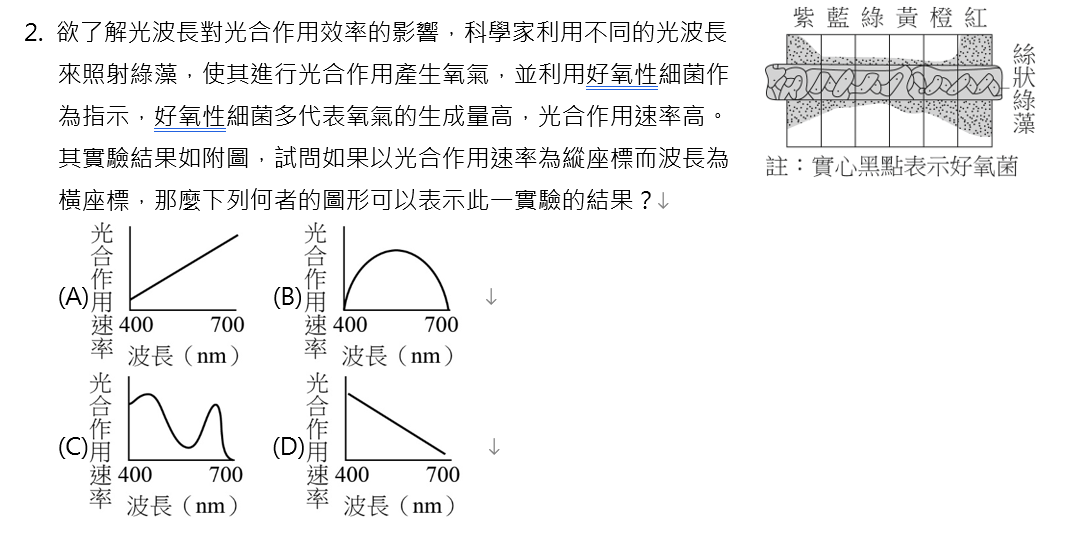 2. 欲了解光波長對光合作用效率的影響，科學家利用不同的光波長
來照射綠藻，使其進行光合作用產生氧氣，並利用好氧性細菌作
為指示，好氧性細菌多代表氧氣的生成量高，光合作用速率高。
其實驗結果如附圖，試問如果以光合作用速率為縱座標而波長為
橫座標，那麼下列何者的圖形可以表示此一實驗的結果？↓
紫 藍 綠 黃 橙 紅
絲狀綠藻
註：實心黑點表示好氧菌
(A)
光合作用速率
400 700
波長（nm）
(B)
光合作用速率
400 700
波長（nm）
↓
(C)
光合作用速率
400 700
波長（nm）
(D)
光合作用速率
400 700
波長（nm）
↓